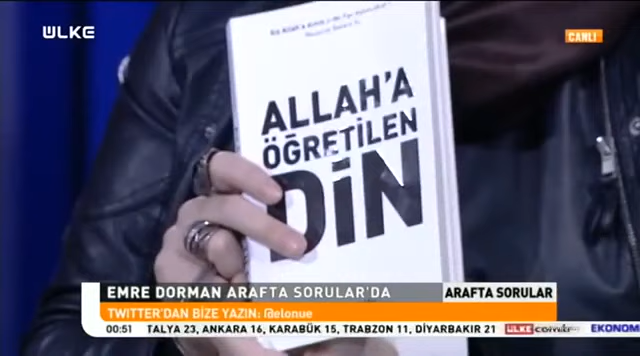 ÜLKE
CANLI
ALLAH'A
ÖĞRETİLEN
DİN
EMRE DORMAN ARAFTA SORULAR'DA
ARAFTA SORULAR
TWITTER'DAN BİZE YAZIN: @elonue
00:51 TALYA 23, ANKARA 16, KARABÜK 15, TRABZON 11, DİYARBAKIR 21 ÜLKE EKONOM